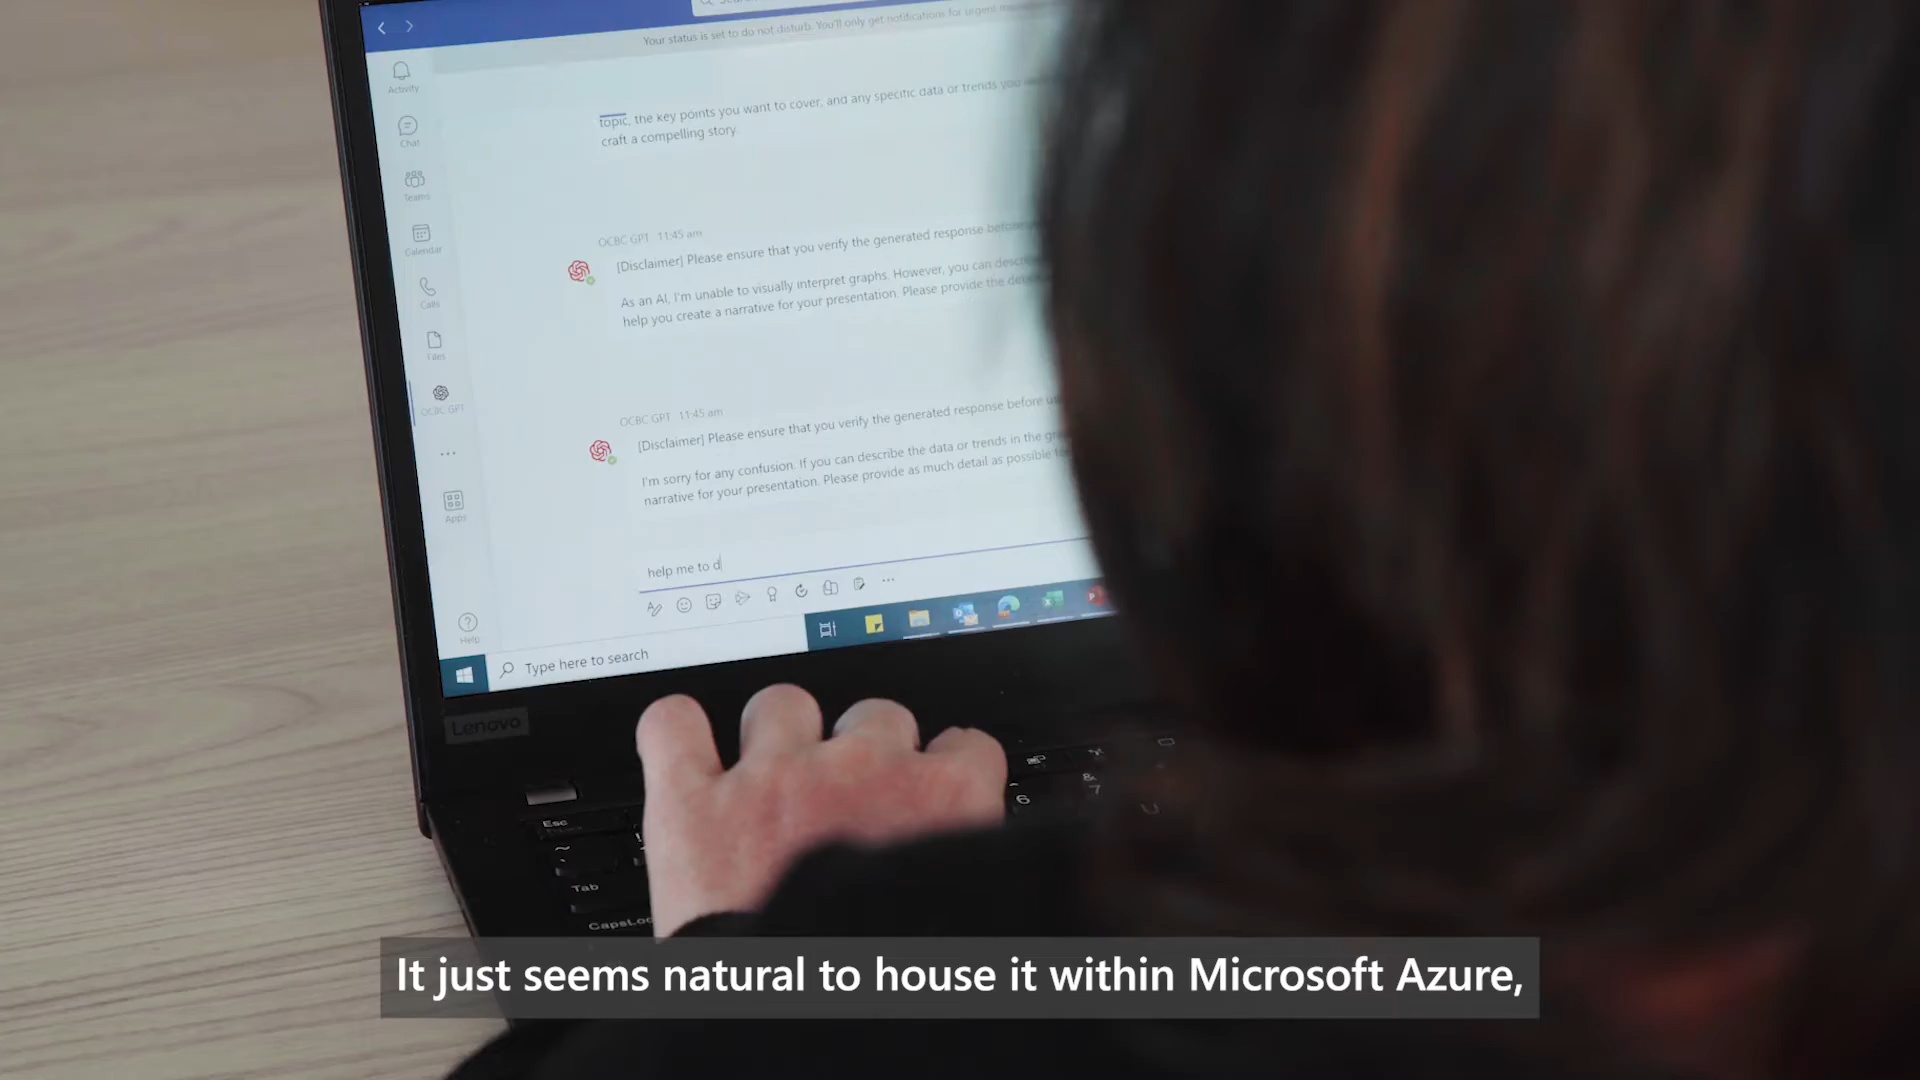 Your status is set to do not disturb. You'll only get notifications for urgent
Activity
Chat
Teams
Calendar
Calls
Files
OCBC GPT
Apps
Help
topic, the key points you want to cover, and any specific data or trends you
craft a compelling story.
OCBC GPT 11:45 am
[Disclaimer] Please ensure that you verify the generated response before
As an AI, I'm unable to visually interpret graphs. However, you can
help you create a narrative for your presentation. Please provide the
OCBC GPT 11:45 am
[Disclaimer] Please ensure that you verify the generated response before
I'm sorry for any confusion. If you can describe the data or trends in the
narrative for your presentation. Please provide as much detail as possible
help me to d
Type here to search
Lenovo
Esc
Tab
CapsLoc
6
&
7
U
It just seems natural to house it within Microsoft Azure,